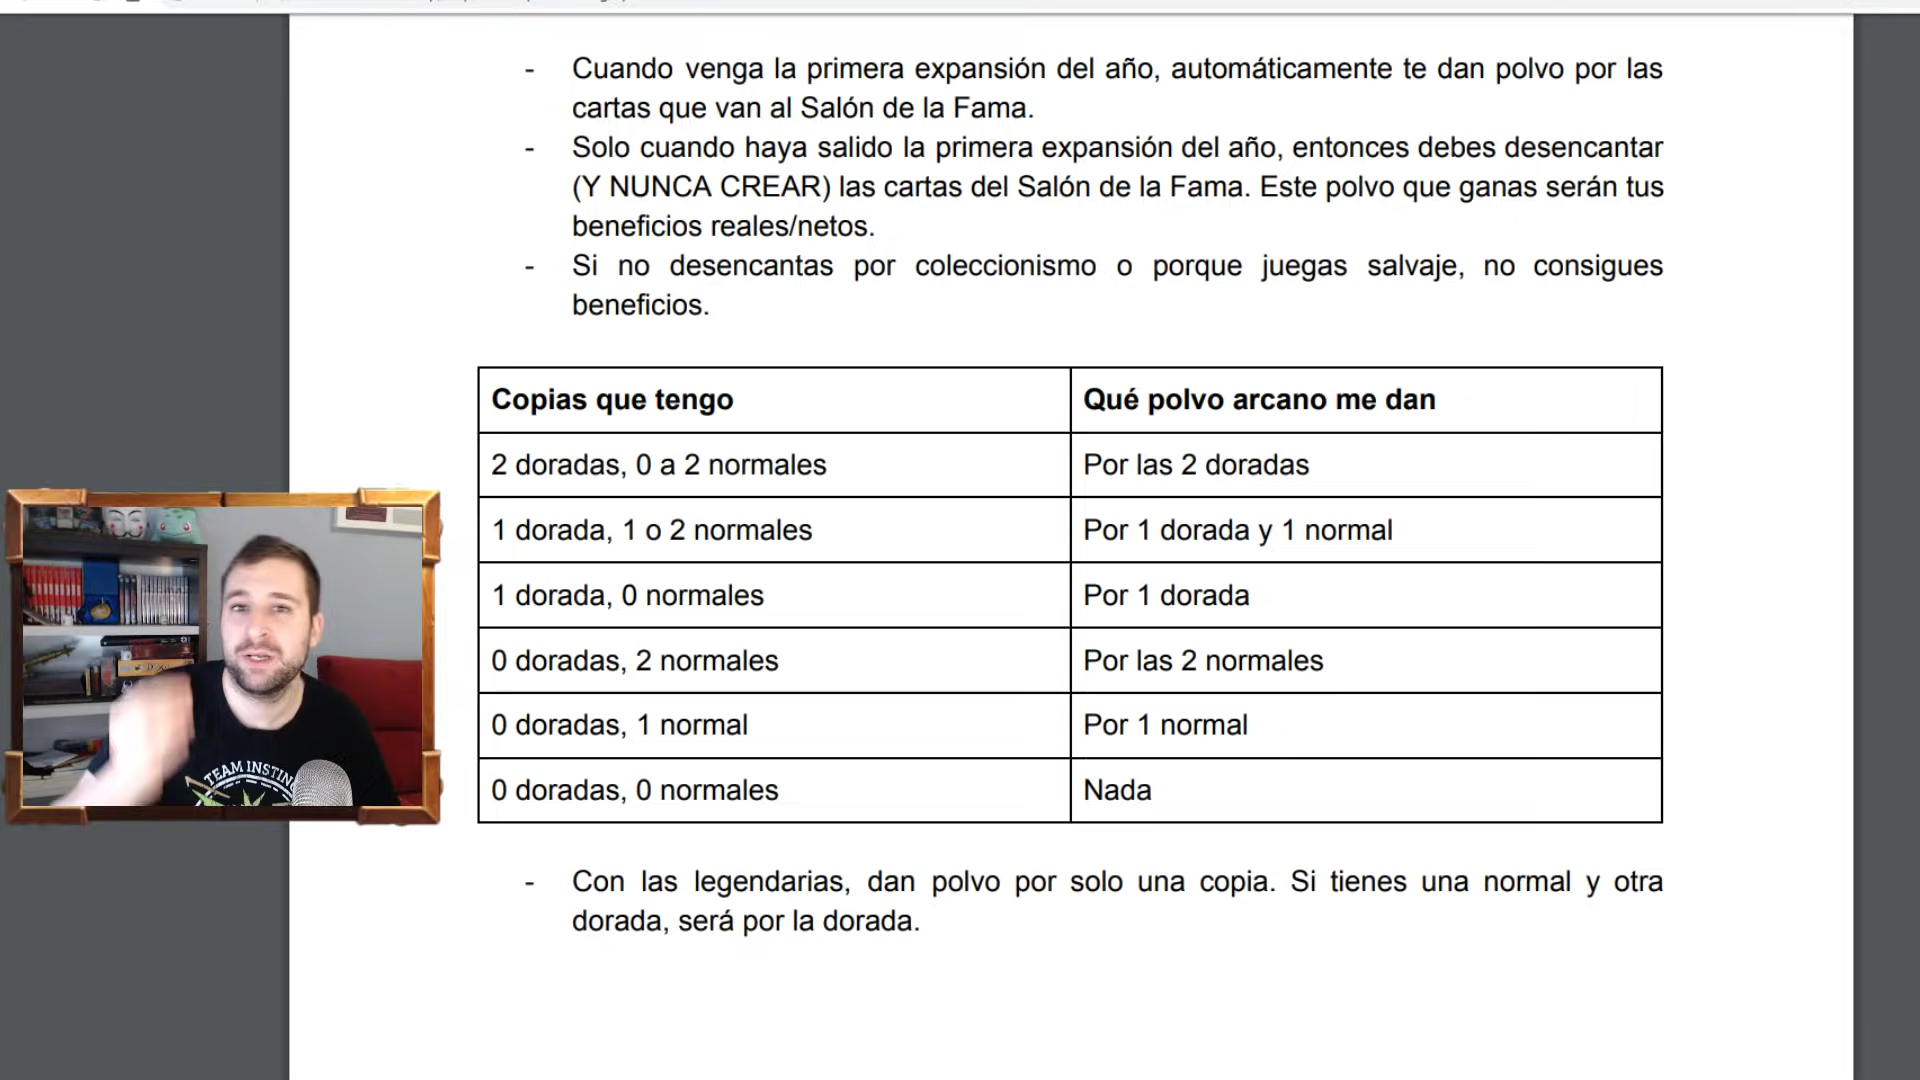 - Cuando venga la primera expansión del año, automáticamente te dan polvo por las
cartas que van al Salón de la Fama.
- Solo cuando haya salido la primera expansión del año, entonces debes desencantar
(Y NUNCA CREAR) las cartas del Salón de la Fama. Este polvo que ganas serán tus
beneficios reales/netos.
- Si no desencantas por coleccionismo o porque juegas salvaje, no consigues
beneficios.
Copias que tengo Qué polvo arcano me dan
2 doradas, 0 a 2 normales Por las 2 doradas
1 dorada, 1 o 2 normales Por 1 dorada y 1 normal
1 dorada, 0 normales Por 1 dorada
0 doradas, 2 normales Por las 2 normales
0 doradas, 1 normal Por 1 normal
0 doradas, 0 normales Nada
- Con las legendarias, dan polvo por solo una copia. Si tienes una normal y otra
dorada, será por la dorada.
TEAM